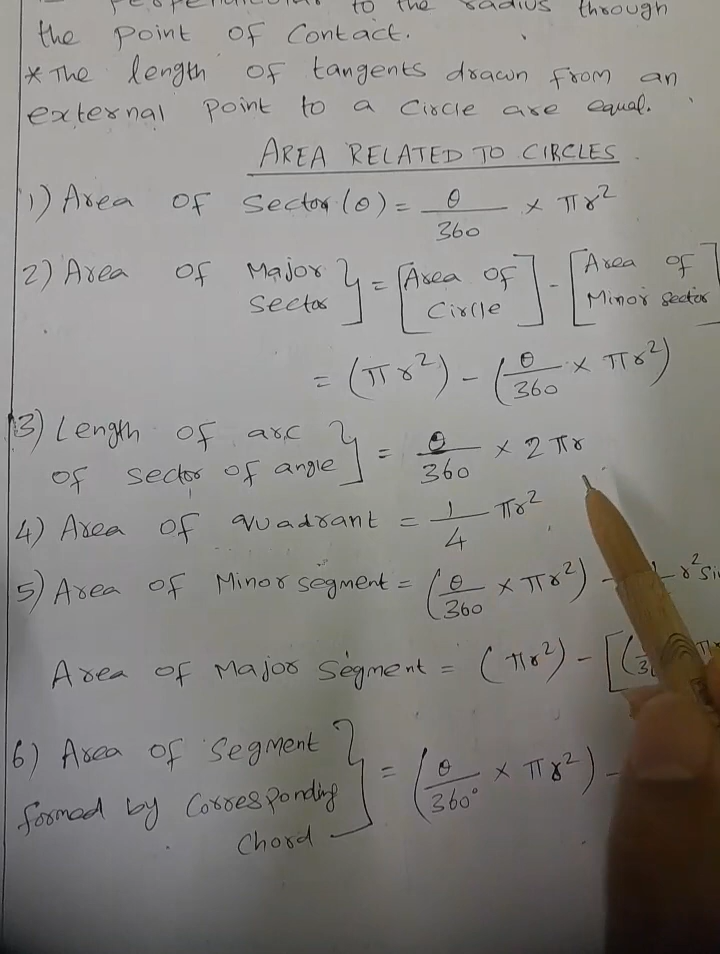 to the radius through
the point of contact.
* The length of tangents drawn from an
external point to a circle are equal.
AREA RELATED TO CIRCLES
1) Area of sector (θ) = θ/360 × πr²
2) Area of Major sector } = [Area of Circle] - [Area of Minor sector]
= (πr²) - (θ/360 × πr²)
3) Length of arc of sector of angle } = θ/360 × 2πr
4) Area of quadrant = 1/4 πr²
5) Area of Minor segment = (θ/360 × πr²) - r² si
Area of Major segment = (πr²) - [(
6) Area of segment formed by corresponding chord } = (θ/360° × πr²) -